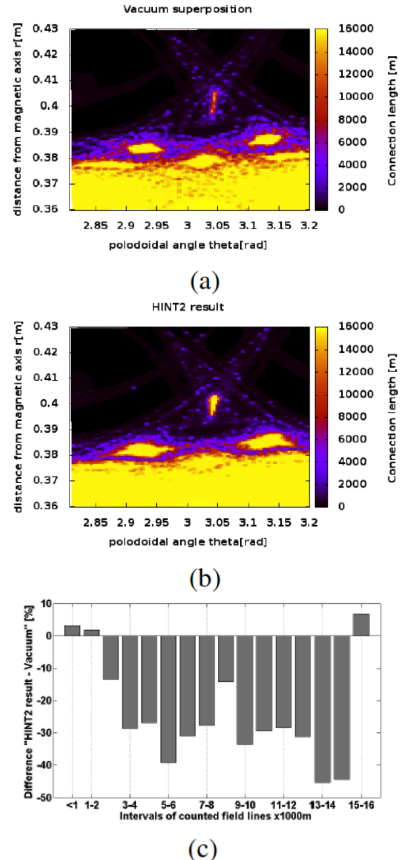 Vacuum superposition
distance from magnetic axis r[m]
0.43
0.42
0.41
0.4
0.39
0.38
0.37
0.36
2.85 2.9 2.95 3 3.05 3.1 3.15 3.2
polodoidal angle theta[rad]
16000
14000
12000
10000
8000
6000
4000
2000
0
Connection length [m]
(a)
HINT2 result
distance from magnetic axis r[m]
0.43
0.42
0.41
0.4
0.39
0.38
0.37
0.36
2.85 2.9 2.95 3 3.05 3.1 3.15 3.2
polodoidal angle theta[rad]
16000
14000
12000
10000
8000
6000
4000
2000
0
Connection length [m]
(b)
Difference "HINT2 result - Vacuum" [%]
10
0
-10
-20
-30
-40
-50
<1 1-2 3-4 5-6 7-8 9-10 11-12 13-14 15-16
Intervals of counted field lines x1000m
(c)